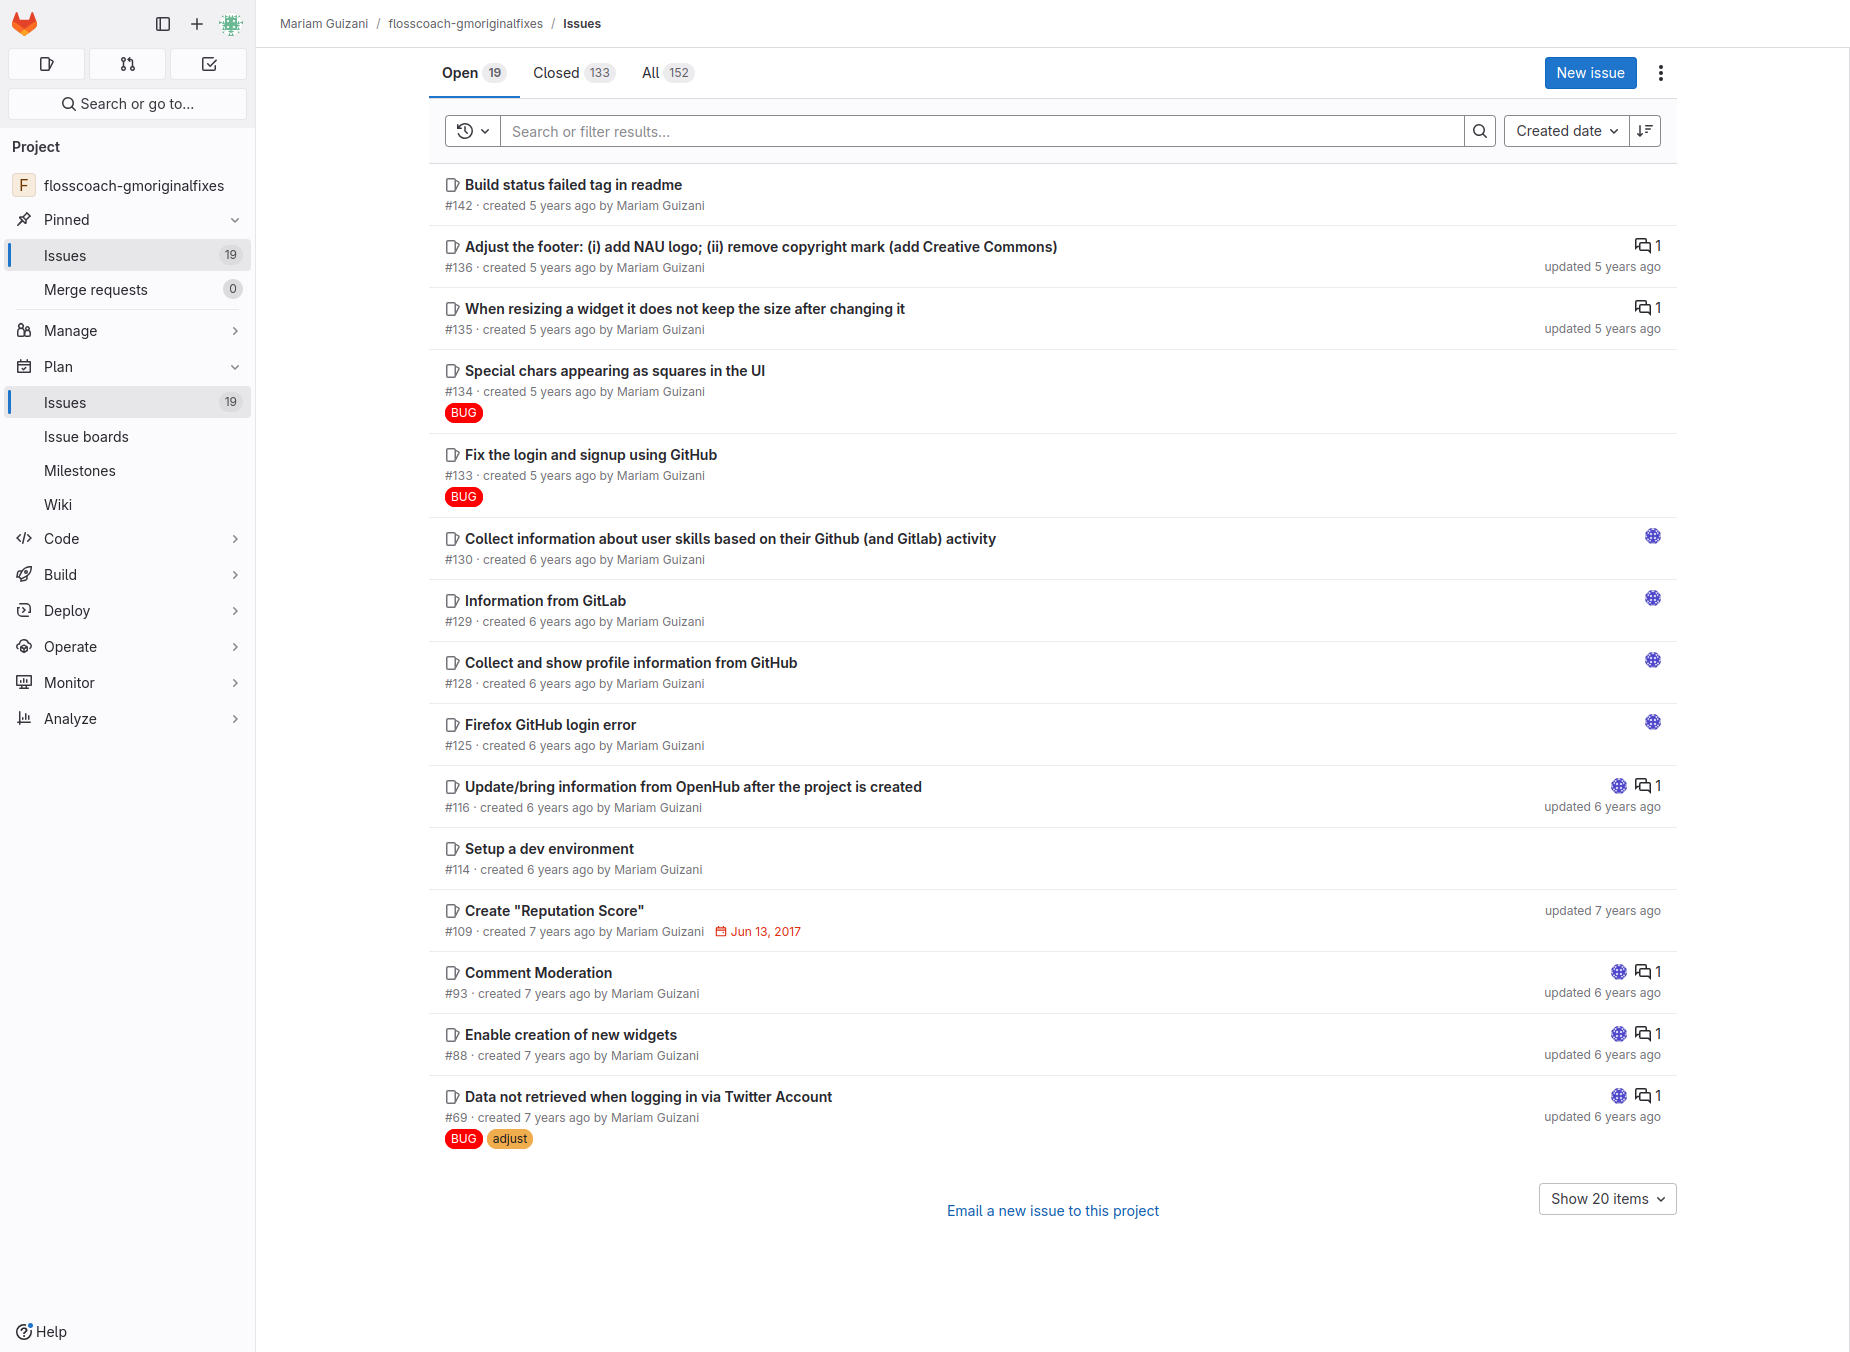 Mariam Guizani / flosscoach-gmoriginalfixes / Issues
Search or go to...
Project
F flosscoach-gmoriginalfixes
Pinned
Issues 19
Merge requests 0
Manage
Plan
Issues 19
Issue boards
Milestones
Wiki
Code
Build
Deploy
Operate
Monitor
Analyze
Help
Open 19 Closed 133 All 152
New issue
Search or filter results...
Created date
Build status failed tag in readme
#142 · created 5 years ago by Mariam Guizani
Adjust the footer: (i) add NAU logo; (ii) remove copyright mark (add Creative Commons) 1
#136 · created 5 years ago by Mariam Guizani updated 5 years ago
When resizing a widget it does not keep the size after changing it 1
#135 · created 5 years ago by Mariam Guizani updated 5 years ago
Special chars appearing as squares in the UI
#134 · created 5 years ago by Mariam Guizani
BUG
Fix the login and signup using GitHub
#133 · created 5 years ago by Mariam Guizani
BUG
Collect information about user skills based on their Github (and Gitlab) activity
#130 · created 6 years ago by Mariam Guizani
Information from GitLab
#129 · created 6 years ago by Mariam Guizani
Collect and show profile information from GitHub
#128 · created 6 years ago by Mariam Guizani
Firefox GitHub login error
#125 · created 6 years ago by Mariam Guizani
Update/bring information from OpenHub after the project is created 1
#116 · created 6 years ago by Mariam Guizani updated 6 years ago
Setup a dev environment
#114 · created 6 years ago by Mariam Guizani
Create "Reputation Score" updated 7 years ago
#109 · created 7 years ago by Mariam Guizani Jun 13, 2017
Comment Moderation 1
#93 · created 7 years ago by Mariam Guizani updated 6 years ago
Enable creation of new widgets 1
#88 · created 7 years ago by Mariam Guizani updated 6 years ago
Data not retrieved when logging in via Twitter Account 1
#69 · created 7 years ago by Mariam Guizani updated 6 years ago
BUG adjust
Show 20 items
Email a new issue to this project